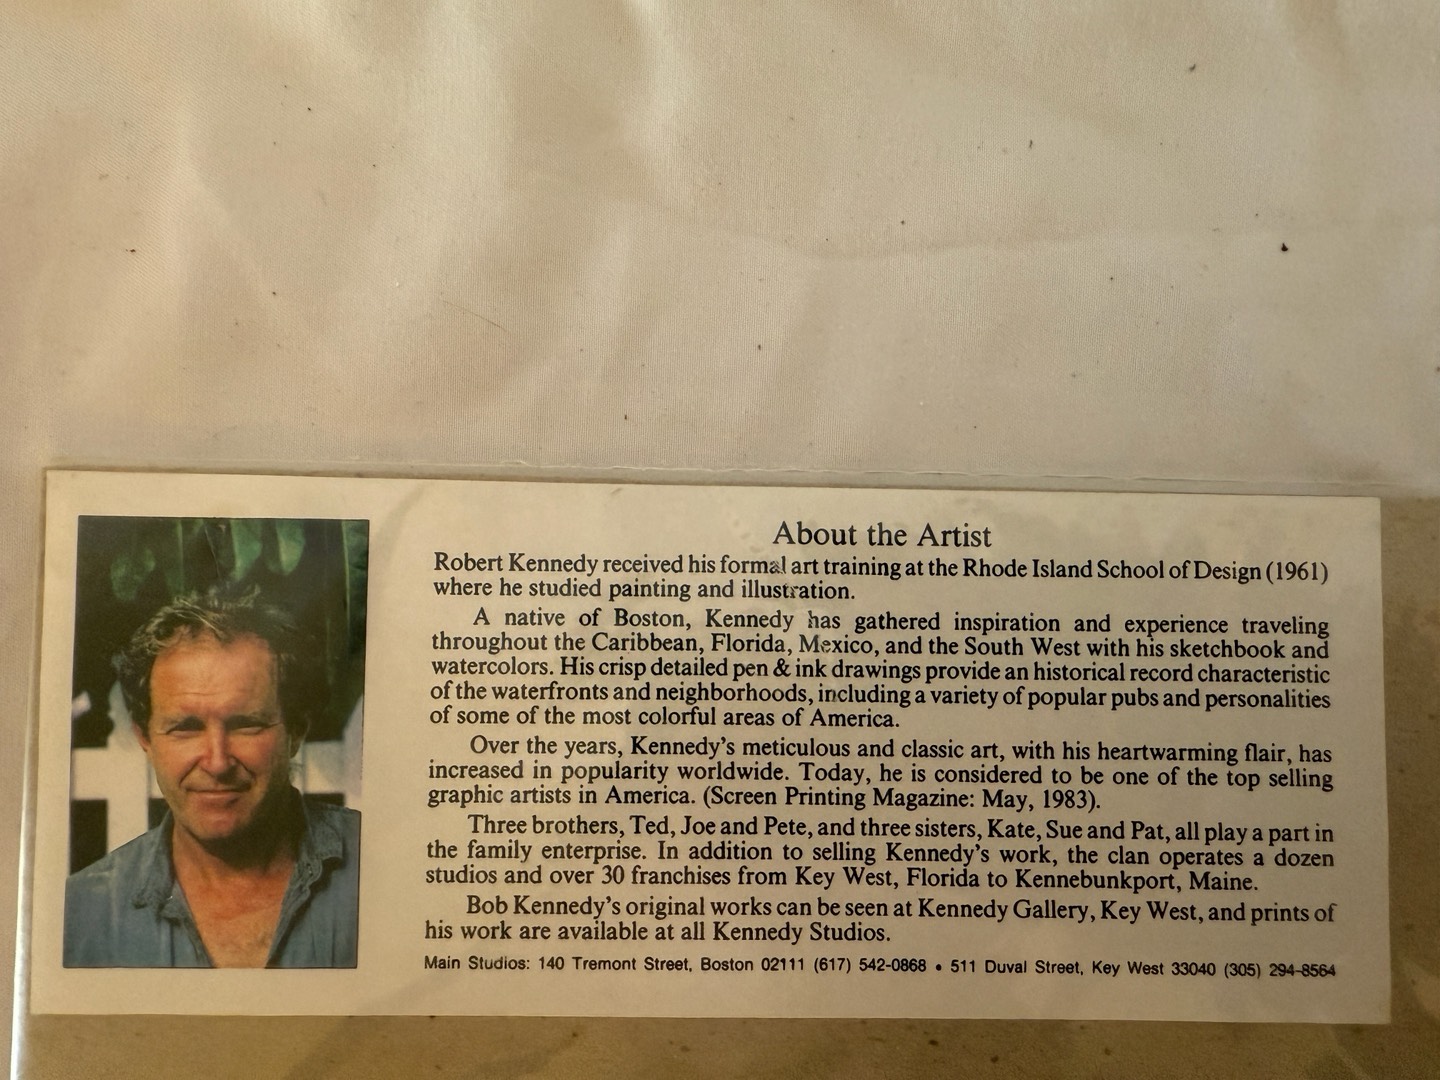 About the Artist
Robert Kennedy received his formal art training at the Rhode Island School of Design (1961)
where he studied painting and illustration.
A native of Boston, Kennedy has gathered inspiration and experience traveling
throughout the Caribbean, Florida, Mexico, and the South West with his sketchbook and
watercolors. His crisp detailed pen & ink drawings provide an historical record characteristic
of the waterfronts and neighborhoods, including a variety of popular pubs and personalities
of some of the most colorful areas of America.
Over the years, Kennedy's meticulous and classic art, with his heartwarming flair, has
increased in popularity worldwide. Today, he is considered to be one of the top selling
graphic artists in America. (Screen Printing Magazine: May, 1983).
Three brothers, Ted, Joe and Pete, and three sisters, Kate, Sue and Pat, all play a part in
the family enterprise. In addition to selling Kennedy's work, the clan operates a dozen
studios and over 30 franchises from Key West, Florida to Kennebunkport, Maine.
Bob Kennedy's original works can be seen at Kennedy Gallery, Key West, and prints of
his work are available at all Kennedy Studios.
Main Studios: 140 Tremont Street, Boston 02111 (617) 542-0868 • 511 Duval Street, Key West 33040 (305) 294-8564